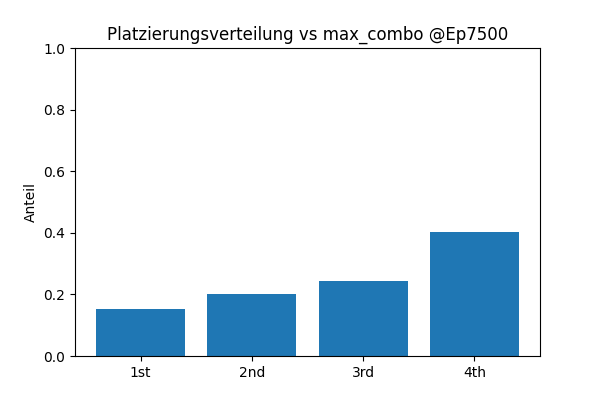 Platzierungsverteilung vs max_combo @Ep7500
1.0
0.8
0.6
0.4
0.2
0.0
Anteil
1st
2nd
3rd
4th